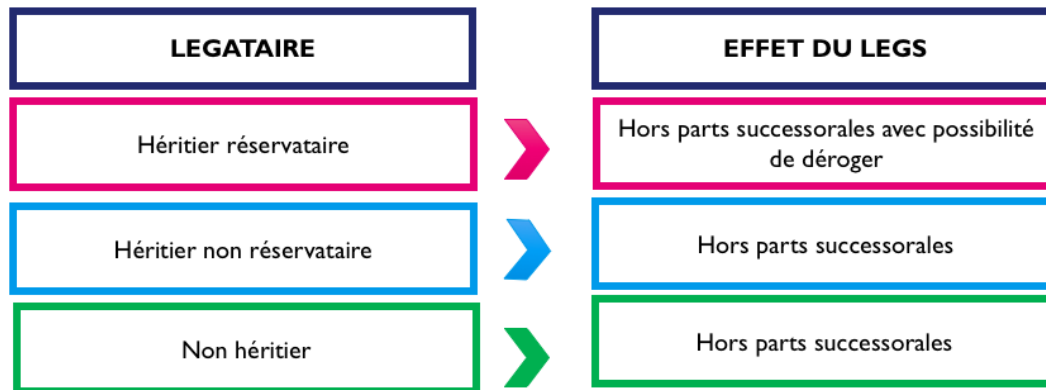 LEGATAIRE
EFFET DU LEGS
Héritier réservataire
Hors parts successorales avec possibilité
de déroger
Héritier non réservataire
Hors parts successorales
Non héritier
Hors parts successorales